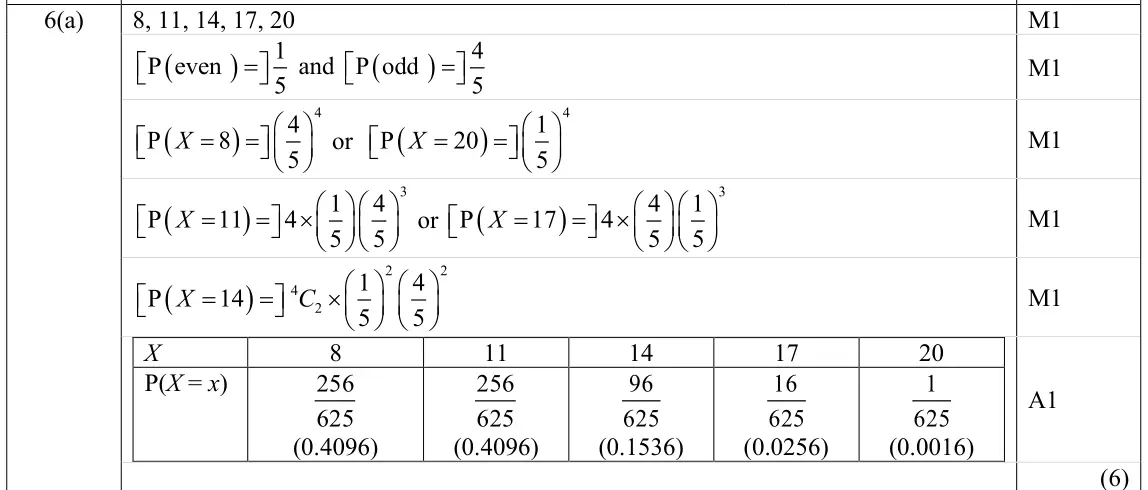 6(a) 8, 11, 14, 17, 20 M1
[P(even ) =] 1/5 and [P(odd ) =] 4/5 M1
[P(X = 8) =] (4/5)^4 or [P(X = 20) =] (1/5)^4 M1
[P(X = 11) =] 4 × (1/5)(4/5)^3 or [P(X = 17) =] 4 × (4/5)(1/5)^3 M1
[P(X = 14) =] ^4C_2 × (1/5)^2 (4/5)^2 M1
X 8 11 14 17 20
P(X = x) 256/625 256/625 96/625 16/625 1/625 A1
(0.4096) (0.4096) (0.1536) (0.0256) (0.0016)
(6)